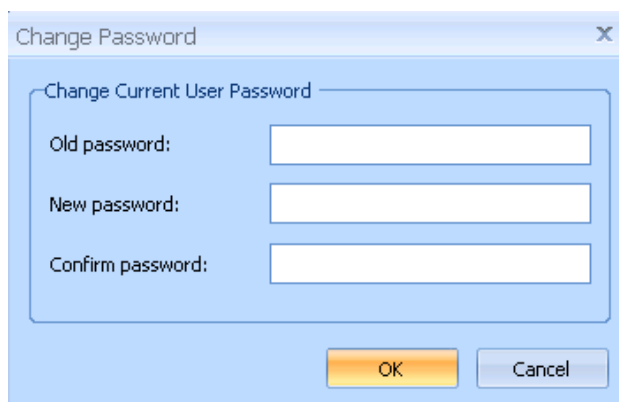 Change Password
Change Current User Password
Old password:
New password:
Confirm password:
OK Cancel